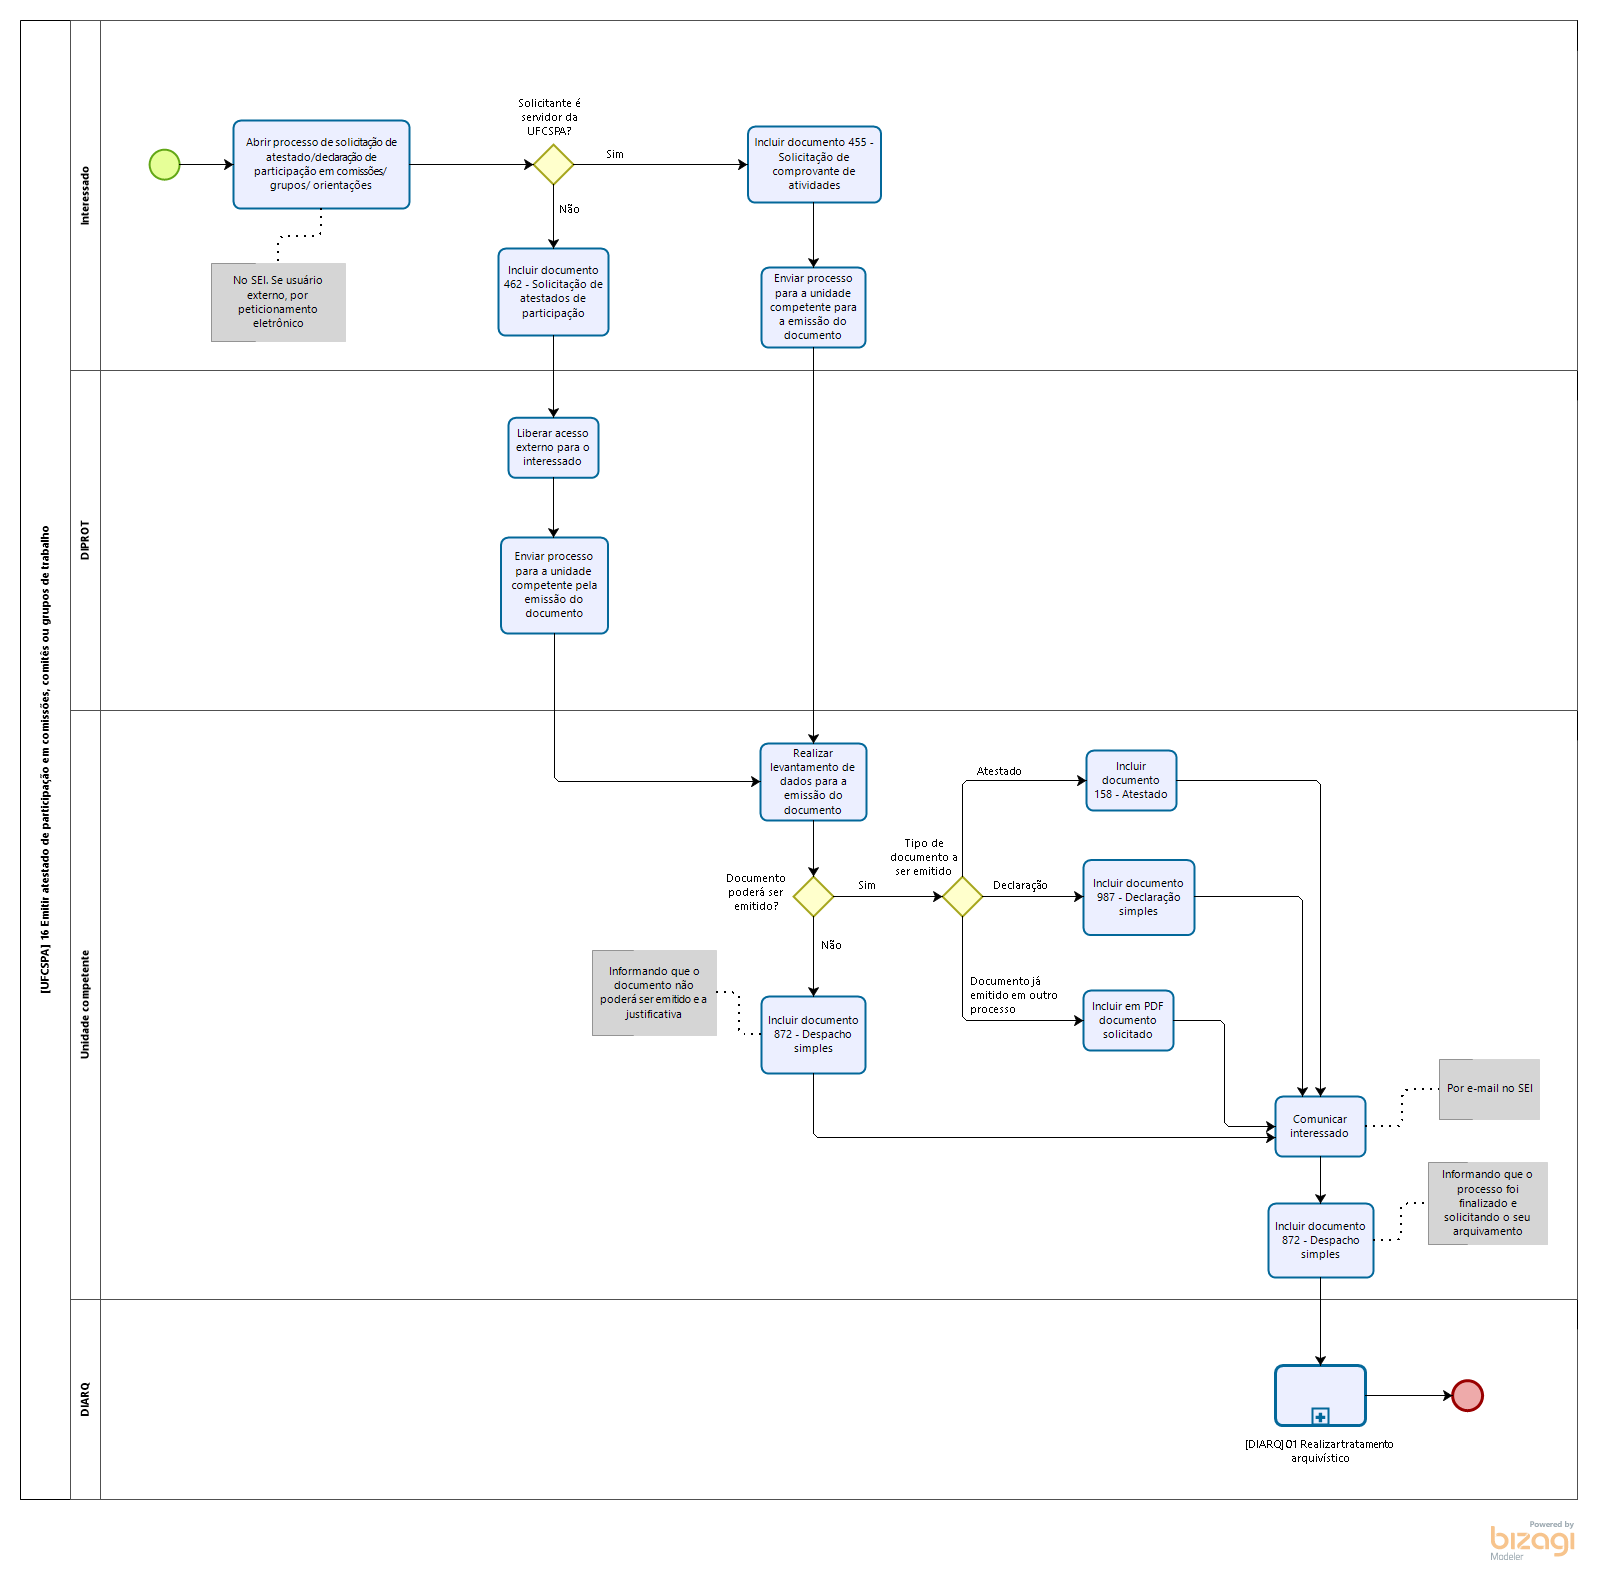 [UFCSPA] 16 Emitir atestado de participação em comissões, comitês ou grupos de trabalho
Interessado
Abrir processo de solicitação de
atestado/declaração de
participação em comissões/
grupos/ orientações
No SEI. Se usuário
externo, por
peticionamento
eletrônico
Solicitante é
servidor da
UFCSPA?
Sim
Não
Incluir documento 455 -
Solicitação de
comprovante de
atividades
Incluir documento
462 - Solicitação de
atestados de
participação
Enviar processo
para a unidade
competente para
a emissão do
documento
DIPROT
Liberar acesso
externo para o
interessado
Enviar processo
para a unidade
competente pela
emissão do
documento
Unidade competente
Realizar
levantamento de
dados para a
emissão do
documento
Documento
poderá ser
emitido?
Sim
Não
Tipo de
documento a
ser emitido
Atestado
Incluir
documento
158 - Atestado
Declaração
Incluir documento
987 - Declaração
simples
Documento já
emitido em outro
processo
Incluir em PDF
documento
solicitado
Informando que o
documento não
poderá ser emitido e a
justificativa
Incluir documento
872 - Despacho
simples
Comunicar
interessado
Por e-mail no SEI
Incluir documento
872 - Despacho
simples
Informando que o
processo foi
finalizado e
solicitando o seu
arquivamento
DIARQ
[DIARQ] 01 Realizar tratamento
arquivístico
Powered by
bizagi
Modeler